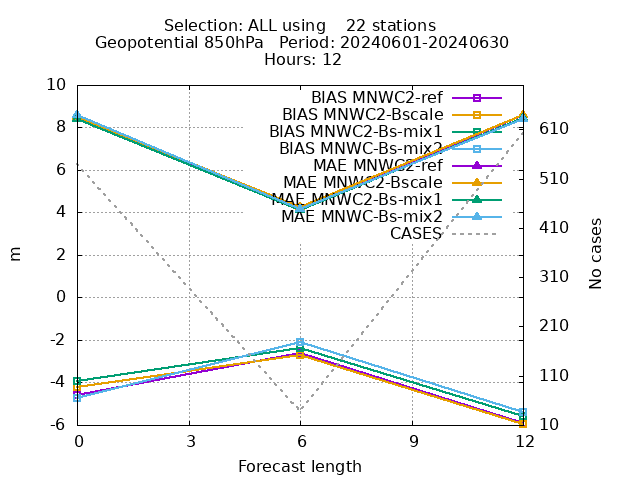 Selection: ALL using    22 stations
Geopotential 850hPa   Period: 20240601-20240630
Hours: 12
BIAS MNWC2-ref
BIAS MNWC2-Bscale
BIAS MNWC2-Bs-mix1
BIAS MNWC-Bs-mix2
MAE MNWC2-ref
MAE MNWC2-Bscale
MAE MNWC2-Bs-mix1
MAE MNWC-Bs-mix2
CASES
10
8
6
4
2
0
-2
-4
-6
m
610
510
410
310
210
110
10
No cases
0 3 6 9 12
Forecast length